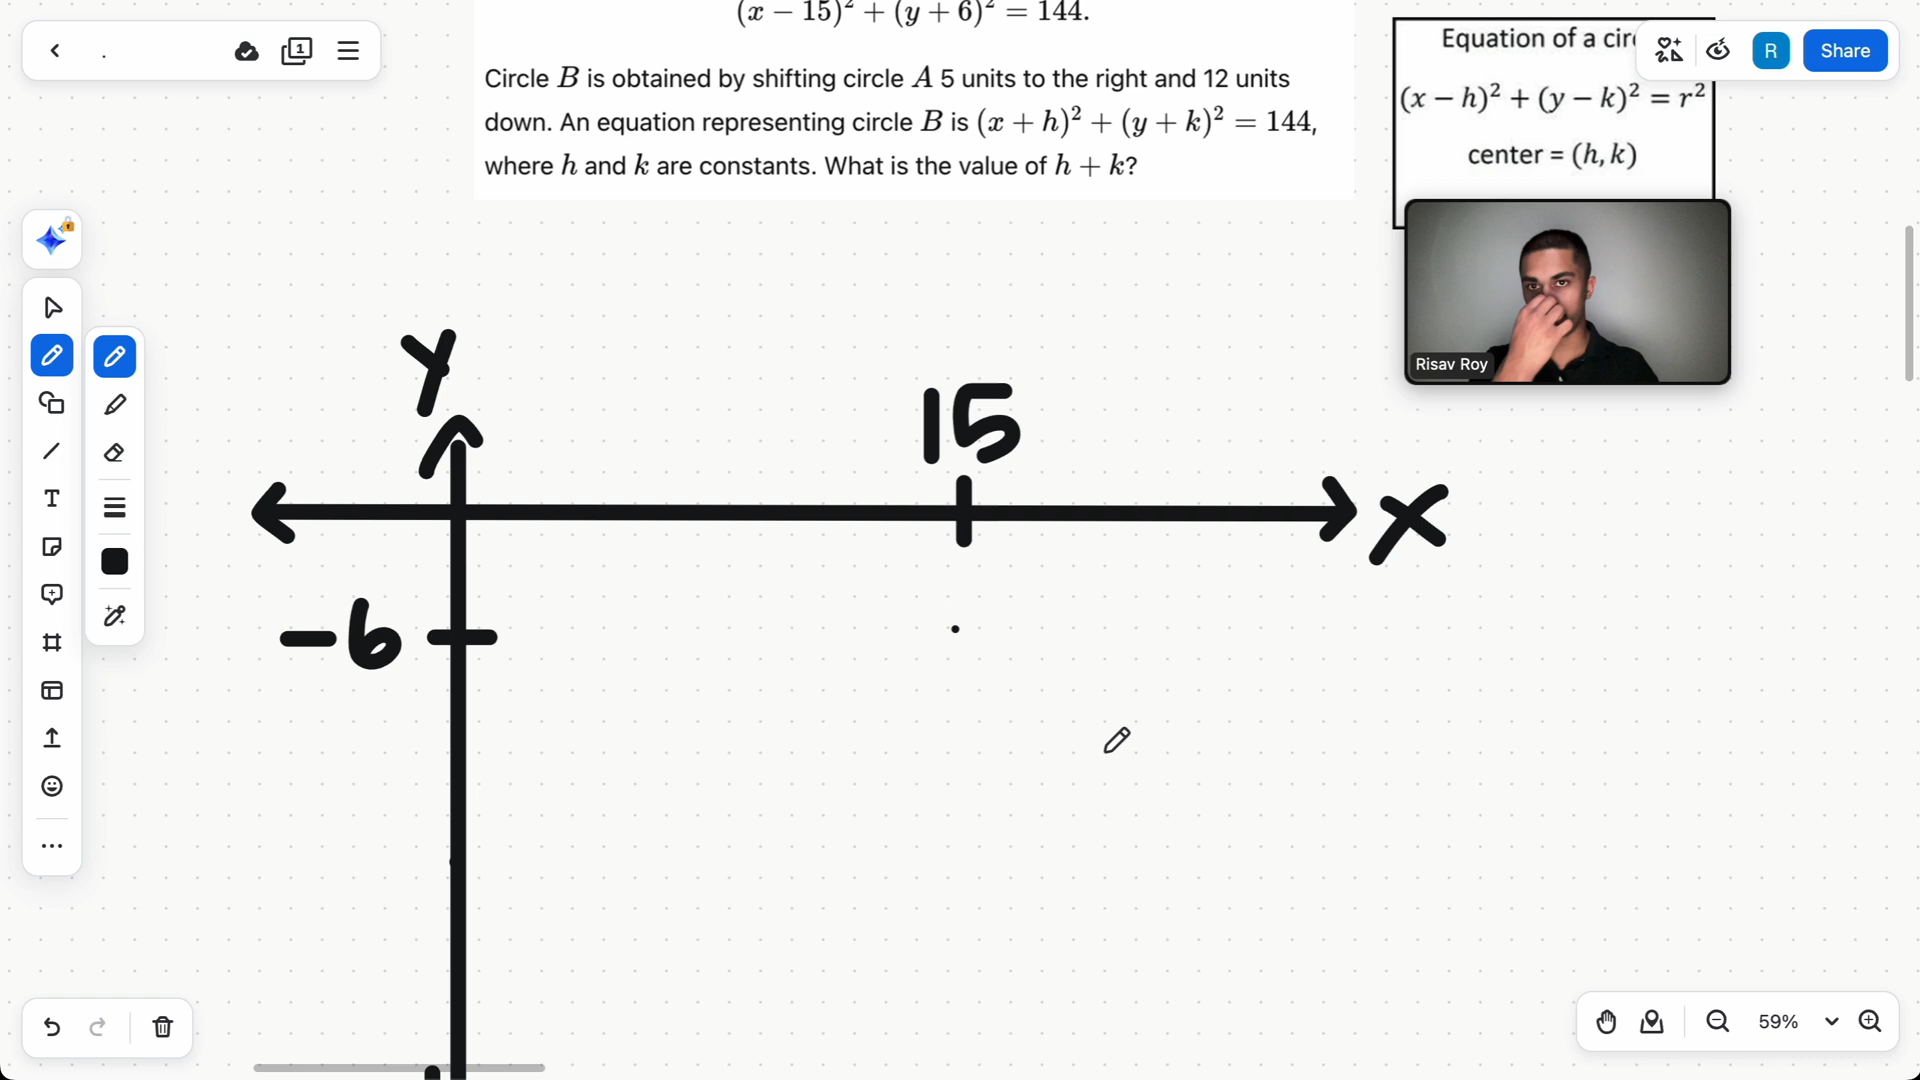 (x − 15)² + (y + 6)² = 144.
Circle B is obtained by shifting circle A 5 units to the right and 12 units
down. An equation representing circle B is (x + h)² + (y + k)² = 144,
where h and k are constants. What is the value of h + k?
Equation of a cir
(x − h)² + (y − k)² = r²
center = (h, k)
.
1
R
Share
Risav Roy
T
Y
15
X
-6
59%